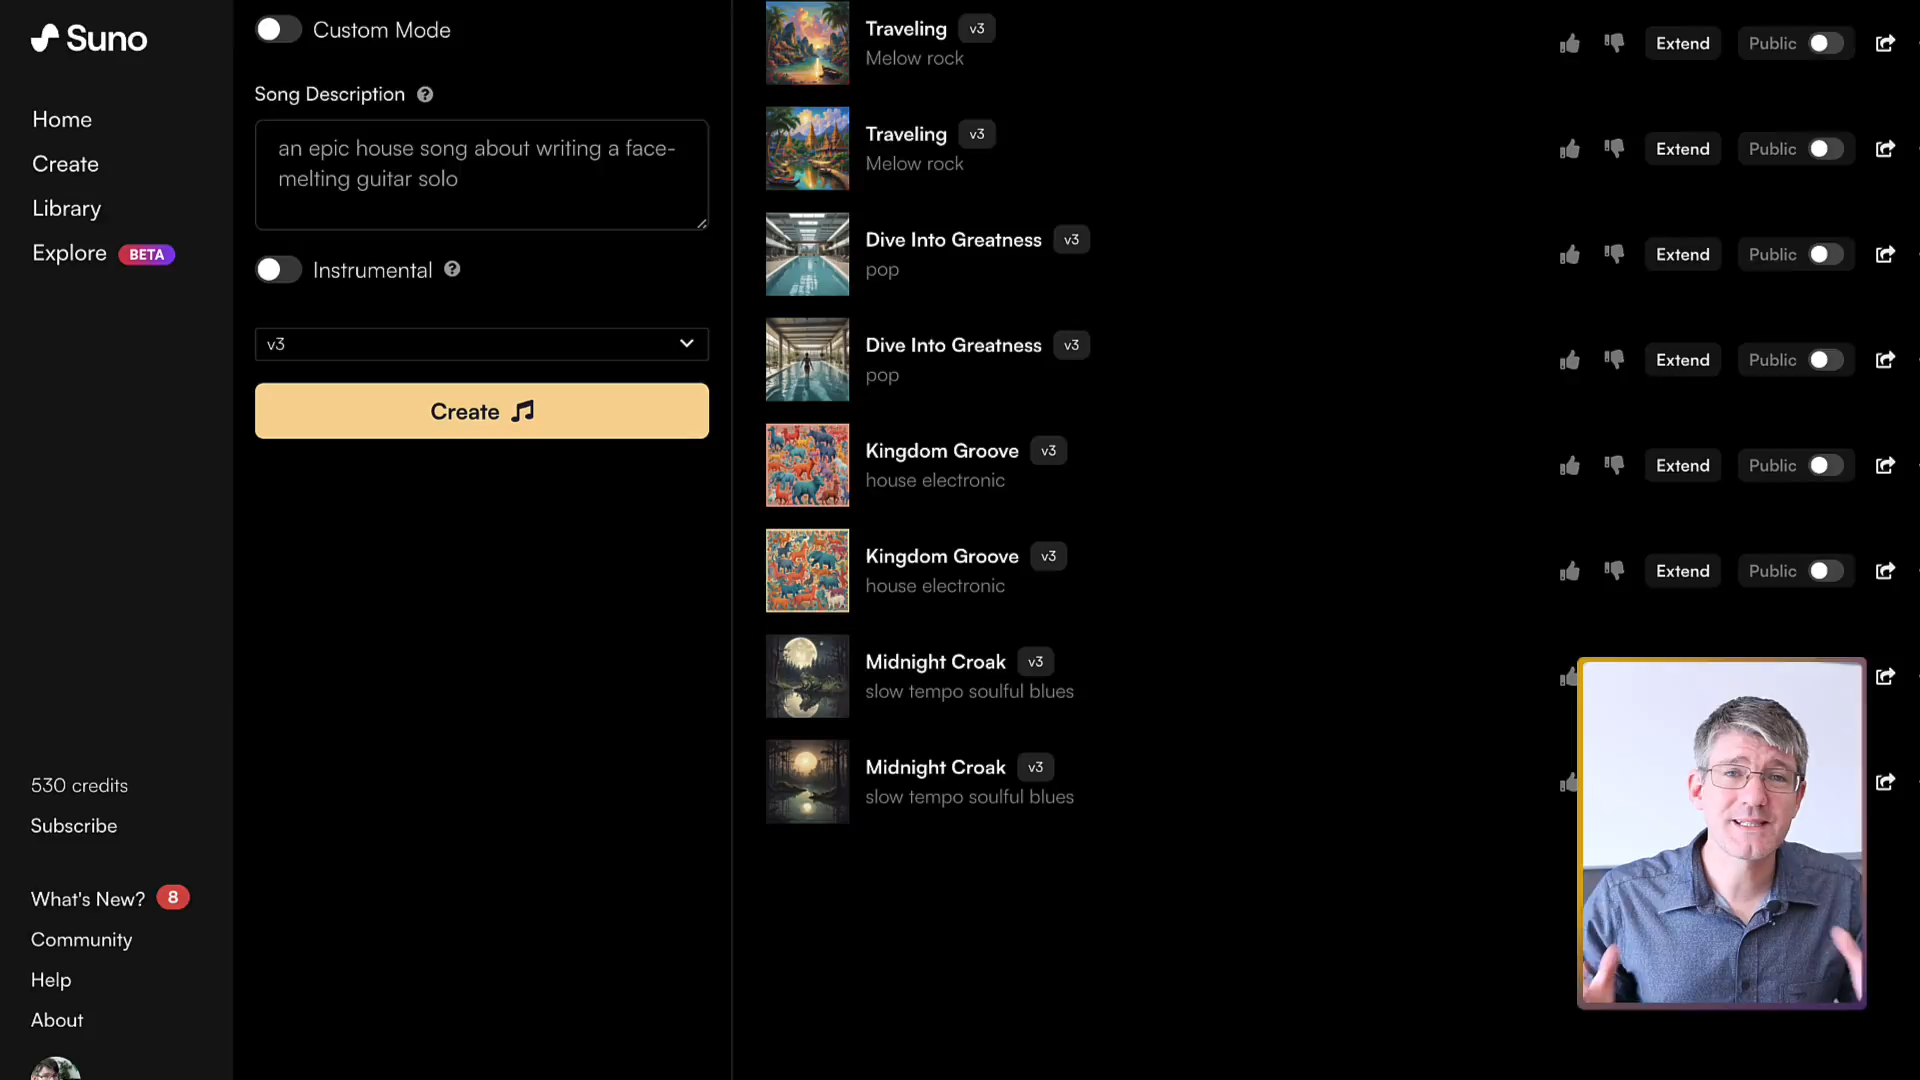 Suno
Home
Create
Library
Explore BETA
530 credits
Subscribe
What's New? 8
Community
Help
About
Custom Mode
Song Description ?
an epic house song about writing a face-
melting guitar solo
Instrumental ?
v3
Create
Traveling v3
Melow rock
Extend Public
Traveling v3
Melow rock
Extend Public
Dive Into Greatness v3
pop
Extend Public
Dive Into Greatness v3
pop
Extend Public
Kingdom Groove v3
house electronic
Extend Public
Kingdom Groove v3
house electronic
Extend Public
Midnight Croak v3
slow tempo soulful blues
Midnight Croak v3
slow tempo soulful blues